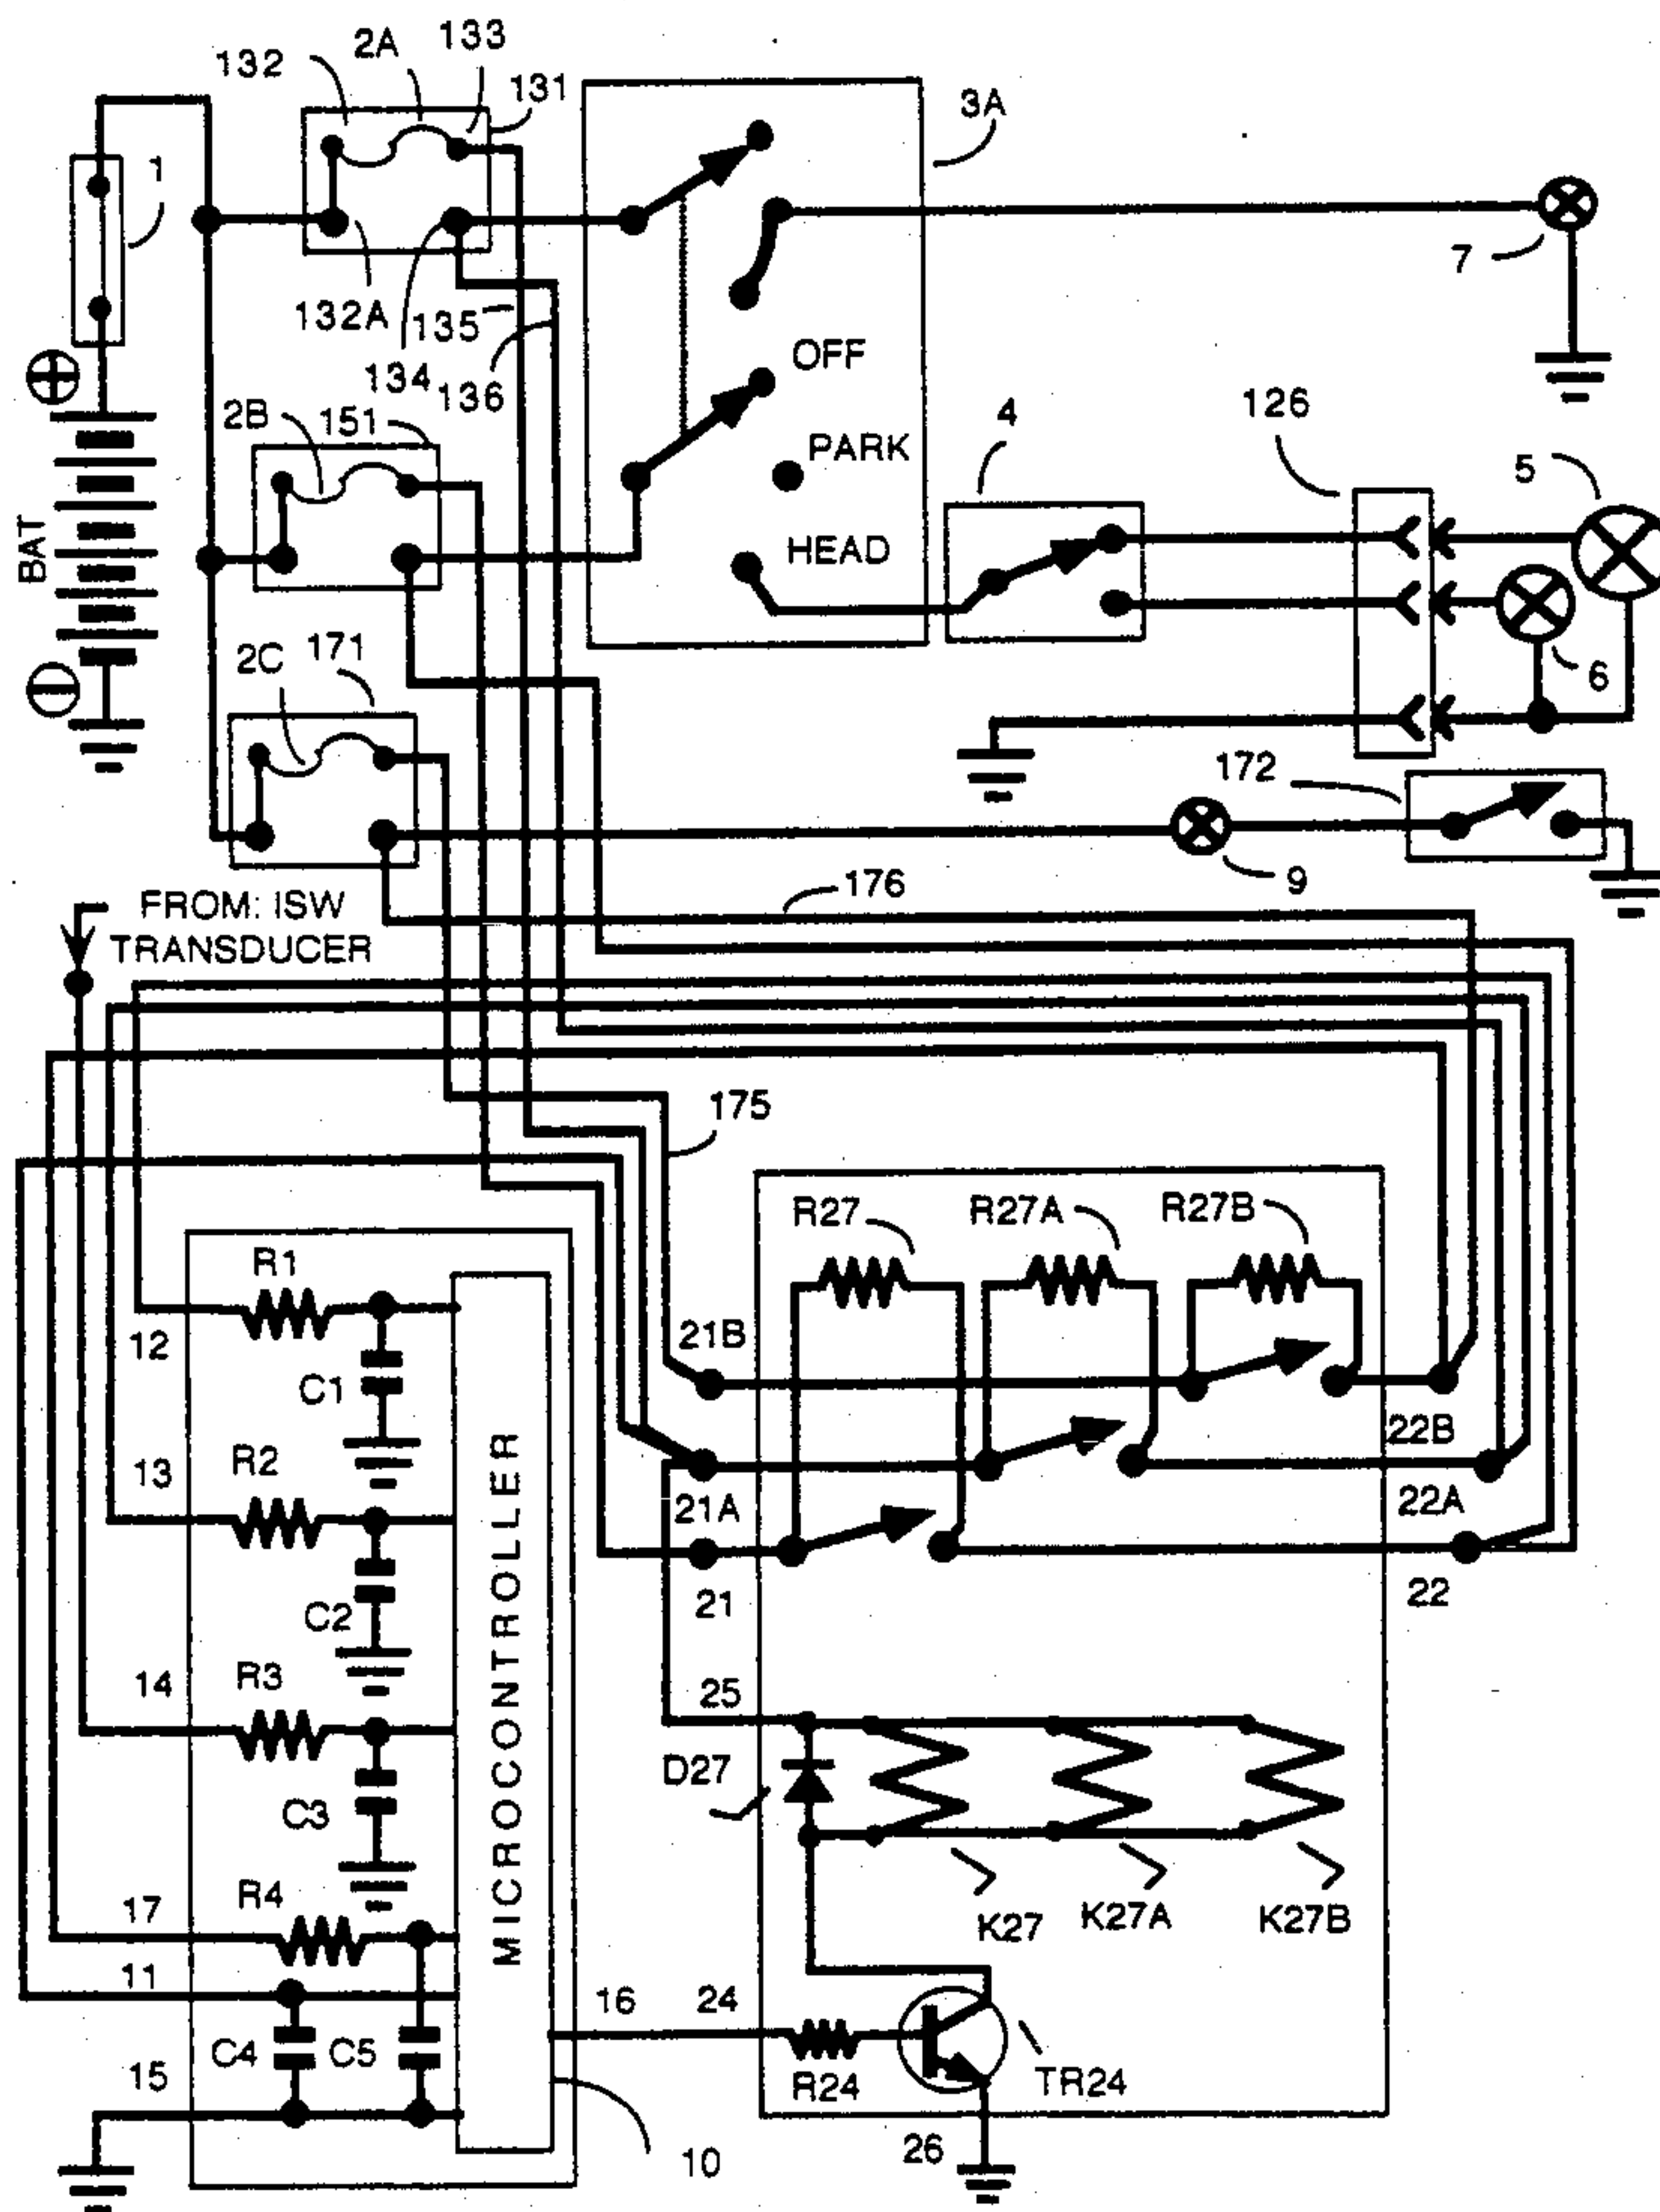 132
2A
133
131
3A
1
132A
135
134
136
7
OFF
2B
151
PARK
4
126
5
BAT
HEAD
2C
171
6
172
9
176
FROM: ISW
TRANSDUCER
175
R27
R27A
R27B
R1
12
21B
C1
22B
13
R2
21A
22A
C2
21
22
14
R3
25
D27
C3
MICROCONTROLLER
R4
17
K27
K27A
K27B
11
16
24
C4
C5
15
R24
TR24
26
10